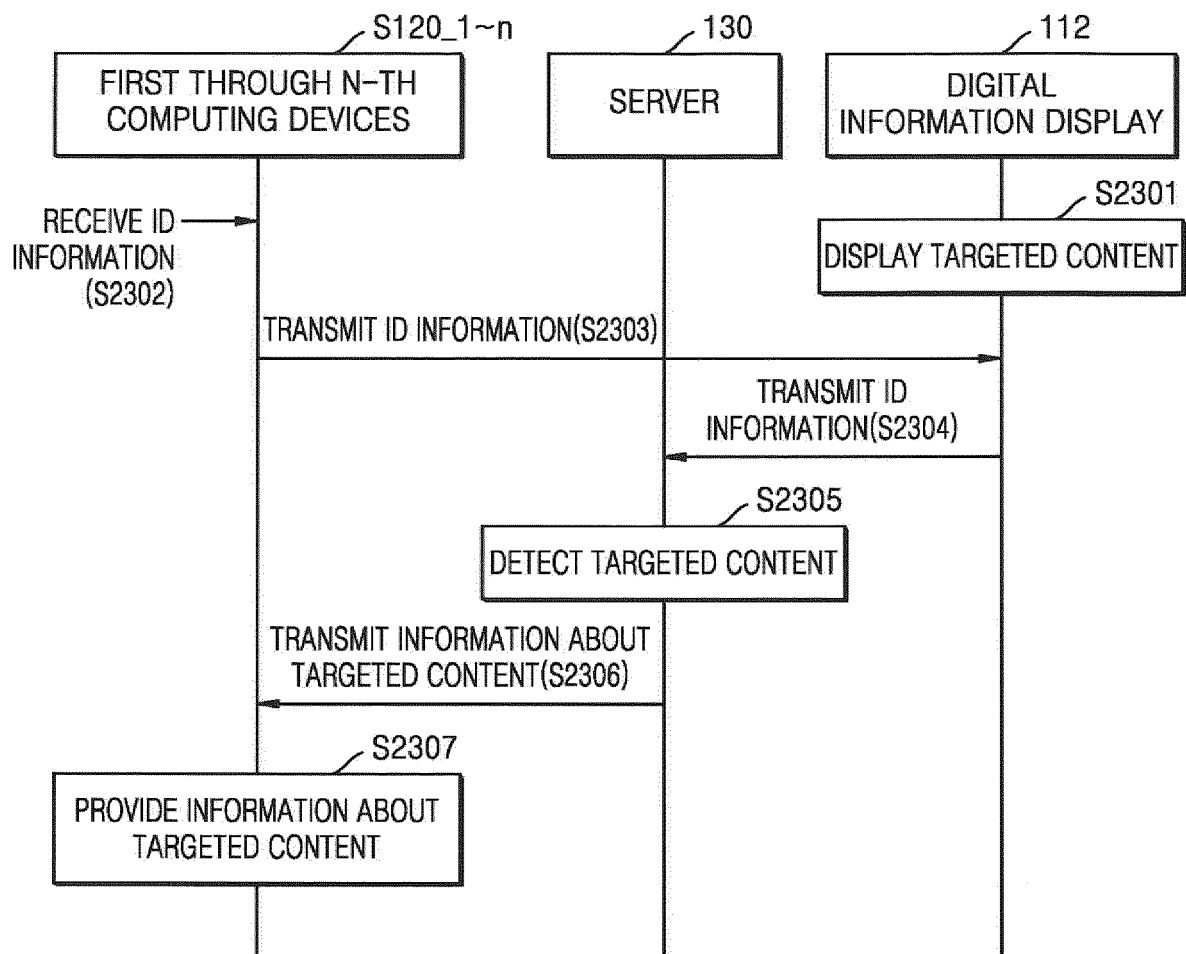 S120_1~n
130
112
FIRST THROUGH N-TH
COMPUTING DEVICES
SERVER
DIGITAL
INFORMATION DISPLAY
S2301
DISPLAY TARGETED CONTENT
RECEIVE ID
INFORMATION
(S2302)
TRANSMIT ID INFORMATION(S2303)
TRANSMIT ID
INFORMATION(S2304)
S2305
DETECT TARGETED CONTENT
TRANSMIT INFORMATION ABOUT
TARGETED CONTENT(S2306)
S2307
PROVIDE INFORMATION ABOUT
TARGETED CONTENT